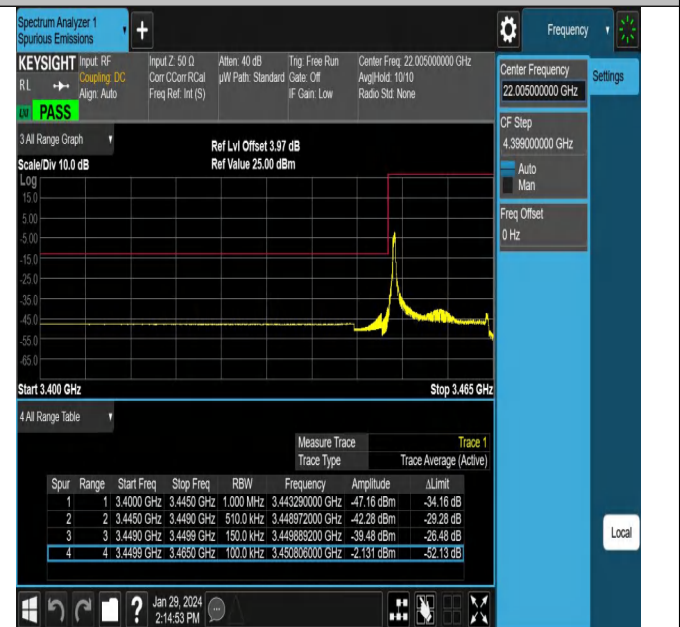 Spectrum Analyzer 1
Spurious Emissions
Frequency
KEYSIGHT Input: RF
Coupling: DC
Align: Auto
RL
Input Z: 50 Ω
Corr CCorr RCal
Freq Ref: Int (S)
Atten: 40 dB
µW Path: Standard
Trig: Free Run
Gate: Off
IF Gain: Low
Center Freq: 22.005000000 GHz
Avg|Hold: 10/10
Radio Std: None
PASS
Center Frequency
22.005000000 GHz
Settings
CF Step
4.399000000 GHz
Auto
Man
Freq Offset
0 Hz
3 All Range Graph
Ref Lvl Offset 3.97 dB
Scale/Div 10.0 dB
Ref Value 25.00 dBm
Log
15.0
5.00
-5.00
-15.0
-25.0
-35.0
-45.0
-55.0
-65.0
Start 3.400 GHz
Stop 3.465 GHz
4 All Range Table
Measure Trace Trace 1
Trace Type Trace Average (Active)
Spur Range Start Freq Stop Freq RBW Frequency Amplitude ΔLimit
1 1 3.4000 GHz 3.4450 GHz 1.000 MHz 3.443290000 GHz -47.16 dBm -34.16 dB
2 2 3.4450 GHz 3.4490 GHz 510.0 kHz 3.448972000 GHz -42.28 dBm -29.28 dB
3 3 3.4490 GHz 3.4499 GHz 150.0 kHz 3.449889200 GHz -39.48 dBm -26.48 dB
4 4 3.4499 GHz 3.4650 GHz 100.0 kHz 3.450806000 GHz -2.131 dBm -52.13 dB
Local
Jan 29, 2024
2:14:53 PM